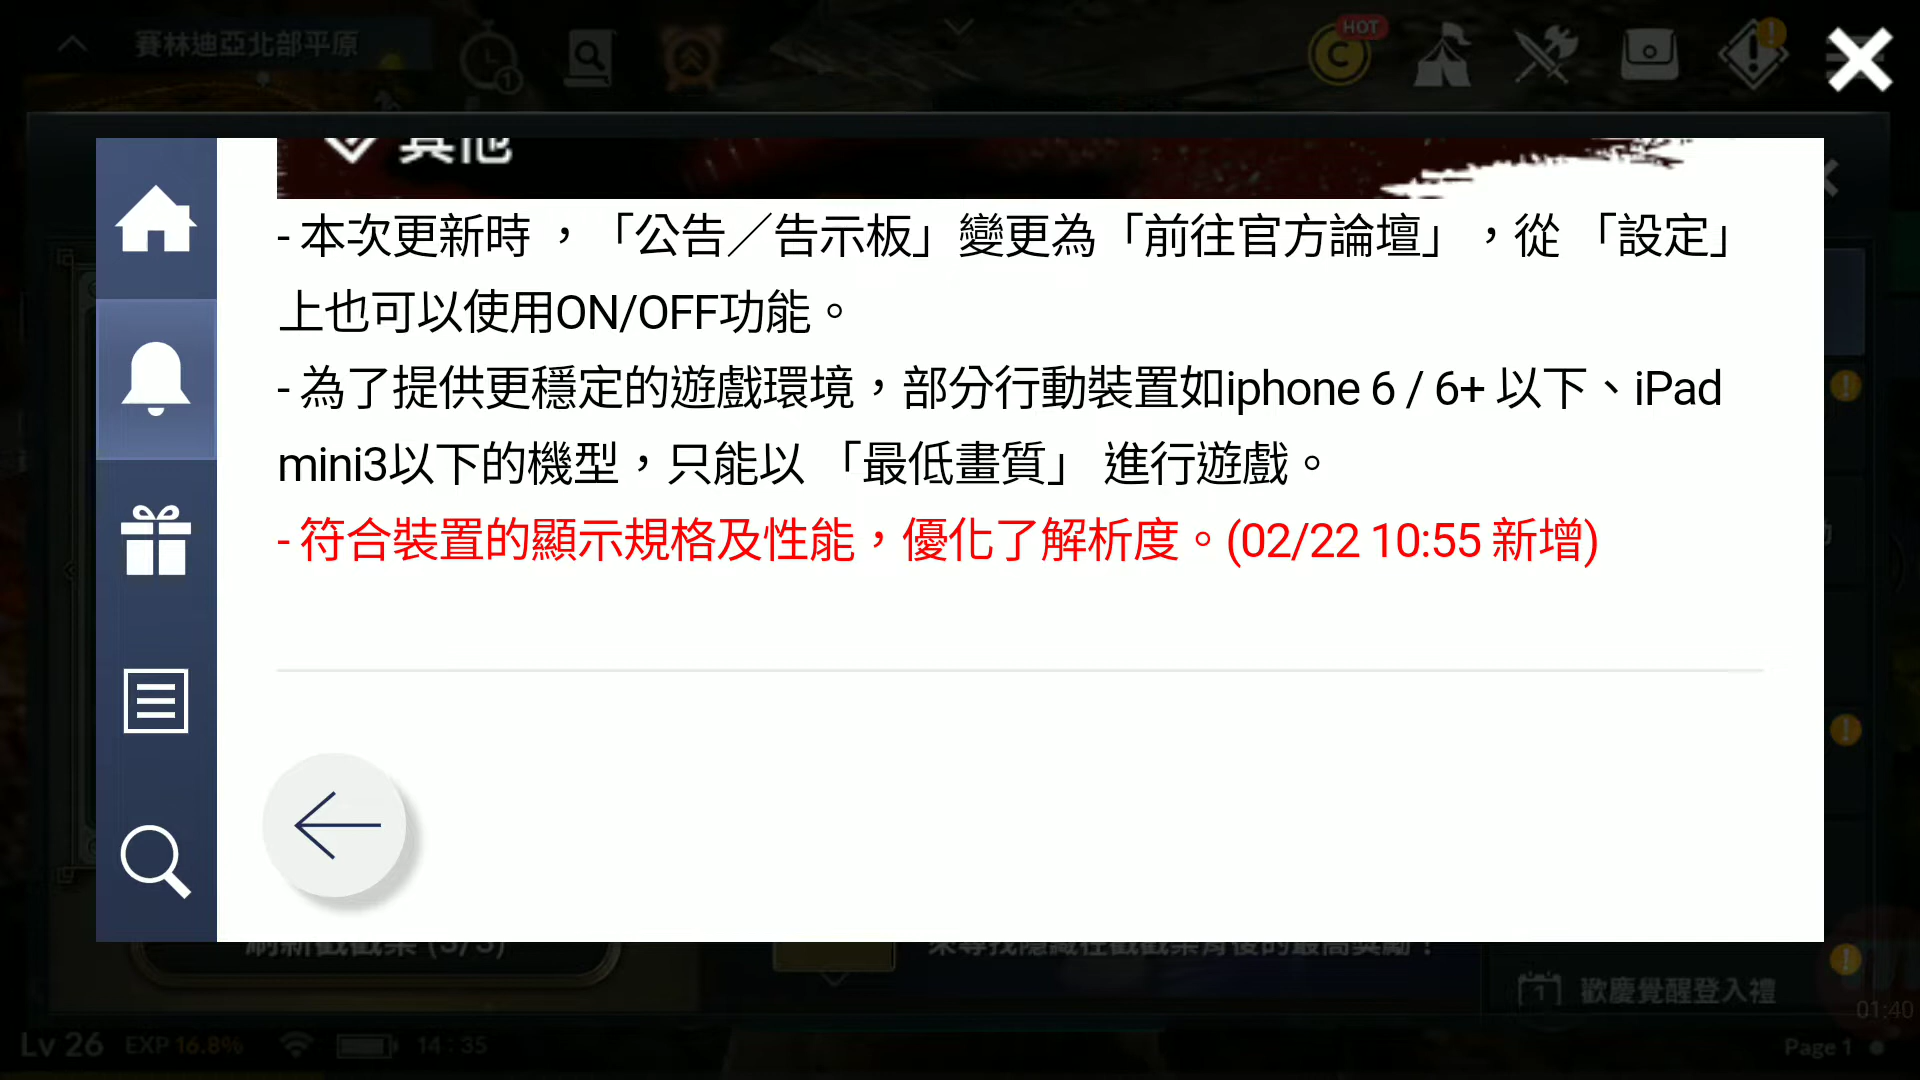 賽林迪亞北部平原
1
HOT
C
其他
- 本次更新時 ，「公告／告示板」變更為「前往官方論壇」，從 「設定」
上也可以使用ON/OFF功能。
- 為了提供更穩定的遊戲環境，部分行動裝置如iphone 6 / 6+ 以下、iPad
mini3以下的機型，只能以 「最低畫質」 進行遊戲。
- 符合裝置的顯示規格及性能，優化了解析度。(02/22 10:55 新增)
1
歡慶覺醒登入禮
01:40
Lv 26 EXP 16.8% 14:35
Page 1